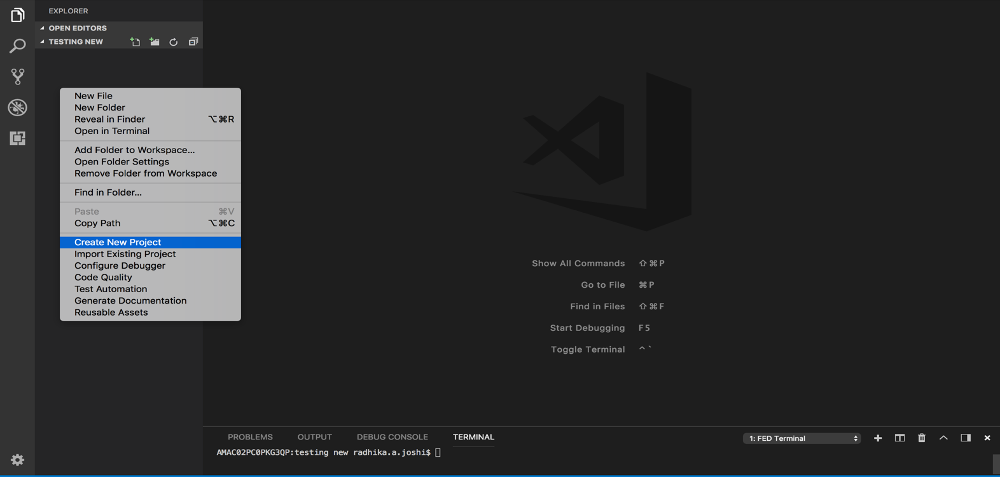 EXPLORER
OPEN EDITORS
TESTING NEW
New File
New Folder
Reveal in Finder ⌥⌘R
Open in Terminal
Add Folder to Workspace...
Open Folder Settings
Remove Folder from Workspace
Find in Folder...
Paste ⌘V
Copy Path ⌥⌘C
Create New Project
Import Existing Project
Configure Debugger
Code Quality
Test Automation
Generate Documentation
Reusable Assets
Show All Commands ⇧⌘P
Go to File ⌘P
Find in Files ⇧⌘F
Start Debugging F5
Toggle Terminal ^`
PROBLEMS OUTPUT DEBUG CONSOLE TERMINAL 1: FED Terminal
AMAC02PC0PKG3QP:testing new radhika.a.joshi$